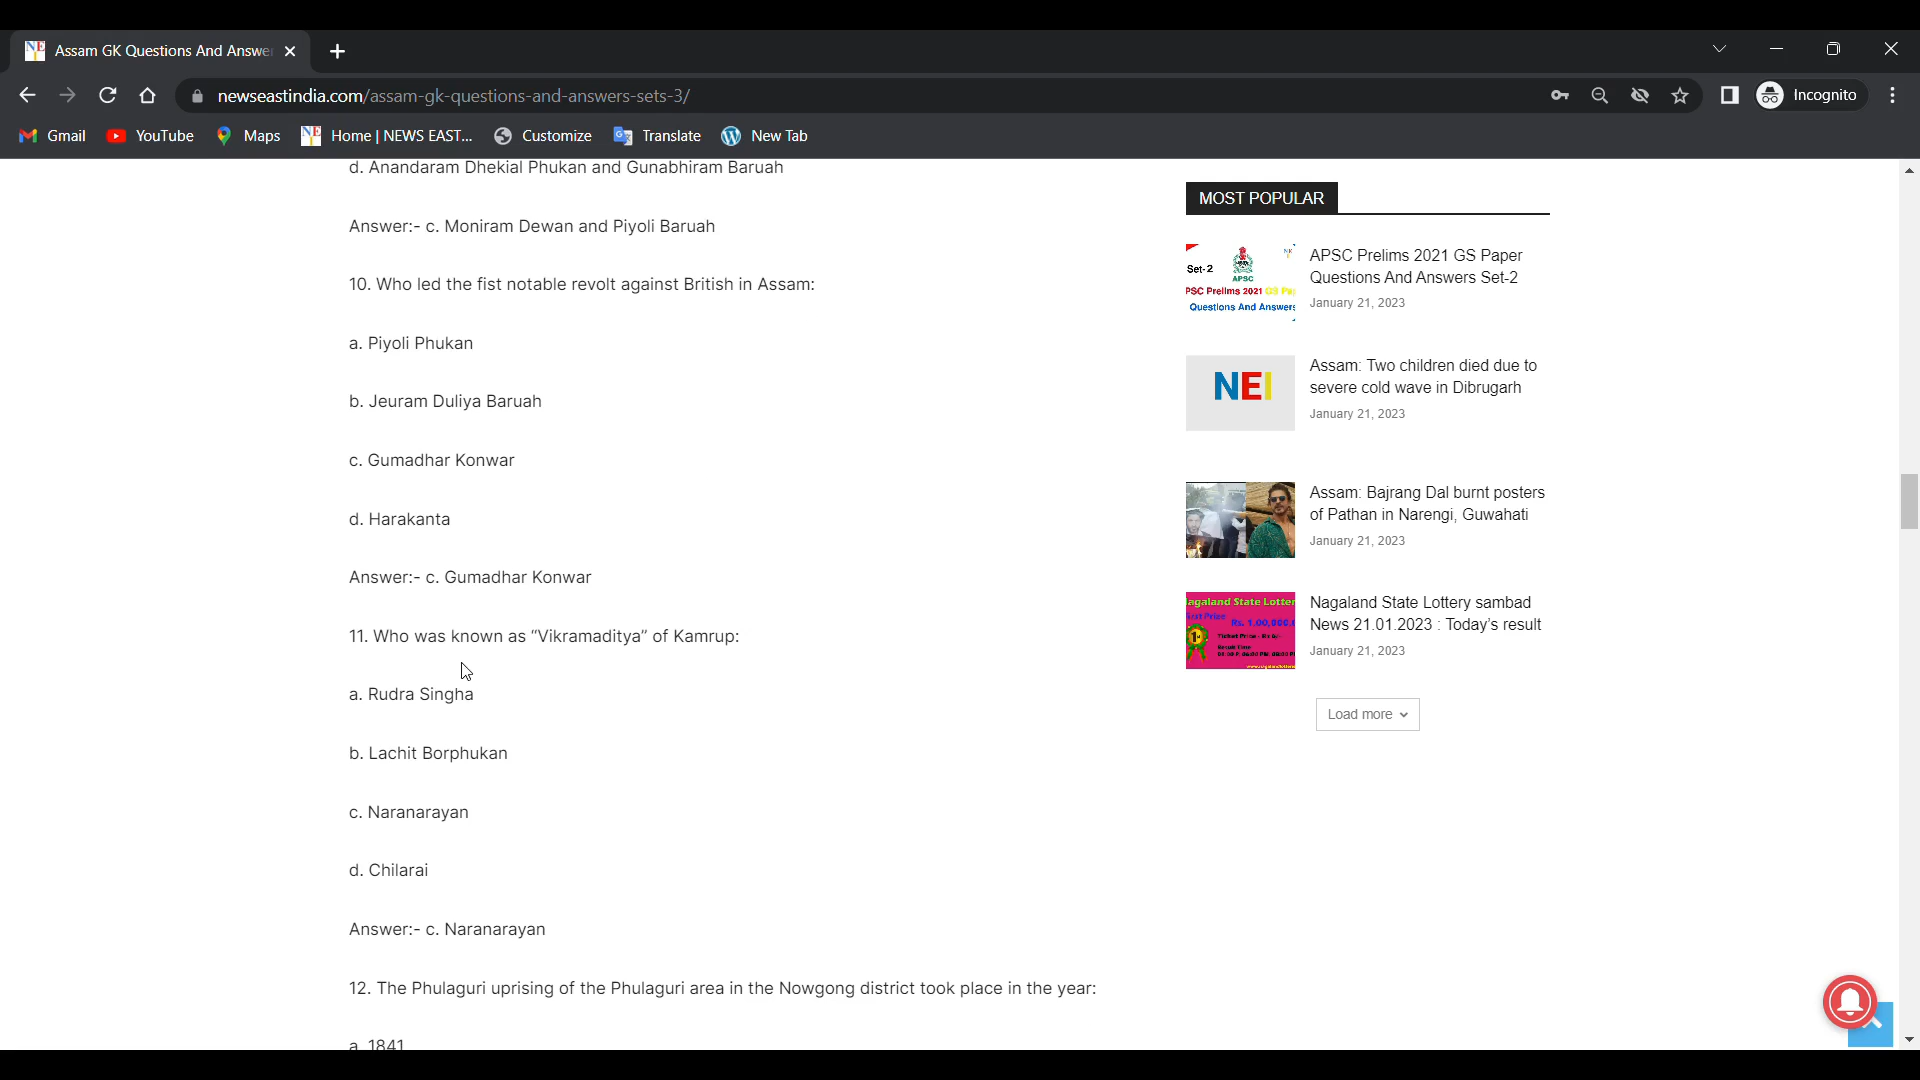 Assam GK Questions And Answe
newseastindia.com/assam-gk-questions-and-answers-sets-3/
Incognito
Gmail
YouTube
Maps
Home | NEWS EAST...
Customize
Translate
New Tab
d. Anandaram Dhekial Phukan and Gunabhiram Baruah
Answer:- c. Moniram Dewan and Piyoli Baruah
10. Who led the fist notable revolt against British in Assam:
a. Piyoli Phukan
b. Jeuram Duliya Baruah
c. Gumadhar Konwar
d. Harakanta
Answer:- c. Gumadhar Konwar
11. Who was known as “Vikramaditya” of Kamrup:
a. Rudra Singha
b. Lachit Borphukan
c. Naranarayan
d. Chilarai
Answer:- c. Naranarayan
12. The Phulaguri uprising of the Phulaguri area in the Nowgong district took place in the year:
a. 1841
MOST POPULAR
Set-2
APSC
PSC Prelims 2021 GS Pa
Questions And Answers
APSC Prelims 2021 GS Paper
Questions And Answers Set-2
January 21, 2023
NEI
Assam: Two children died due to
severe cold wave in Dibrugarh
January 21, 2023
Assam: Bajrang Dal burnt posters
of Pathan in Narengi, Guwahati
January 21, 2023
agaland State Lotter
Nagaland State Lottery sambad
News 21.01.2023 : Today’s result
January 21, 2023
Load more